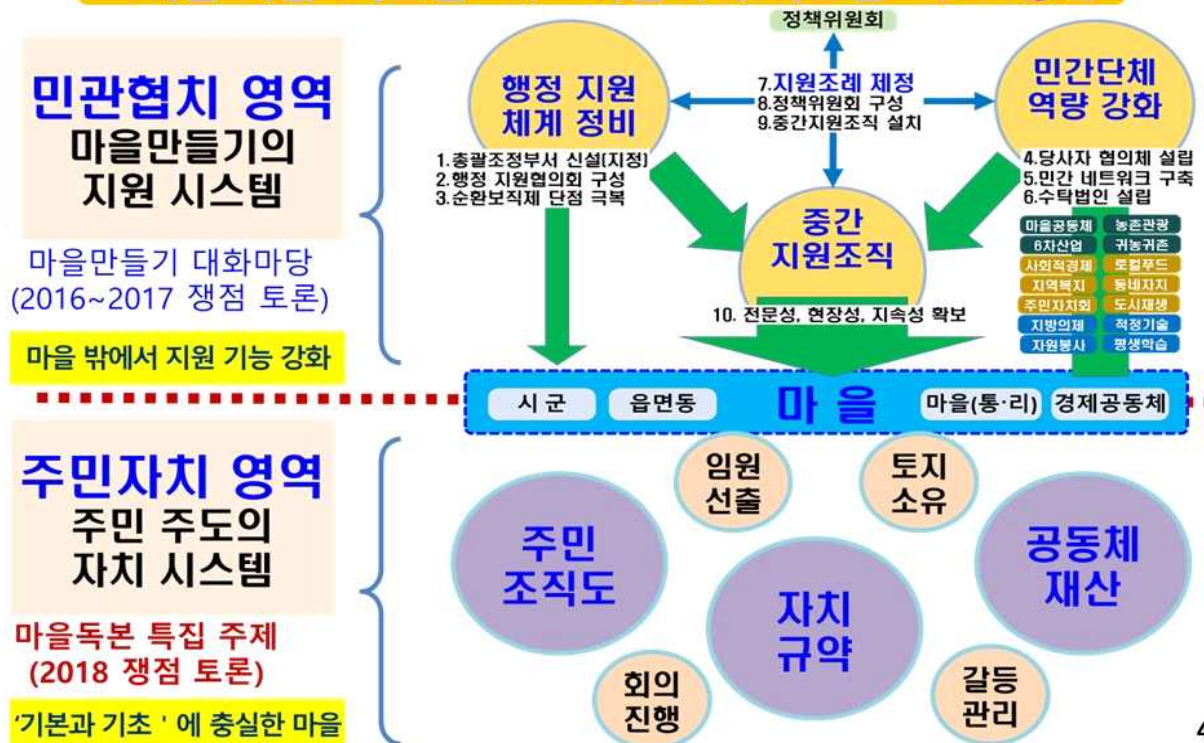 정책위원회
민관협치 영역
마을만들기의
지원 시스템
마을만들기 대화마당
(2016~2017 쟁점 토론)
마을 밖에서 지원 기능 강화
행정 지원
체계 정비
1.총괄조정부서 신설(지정)
2.행정 지원협의회 구성
3.순환보직제 단점 극복
7.지원조례 제정
8.정책위원회 구성
9.중간지원조직 설치
민간단체
역량 강화
4.당사자 협의체 설립
5.민간 네트워크 구축
6.수탁법인 설립
마을공동체 농촌관광
6차산업 귀농귀촌
사회적경제 로컬푸드
지역복지 동네자치
주민자치회 도시재생
지방의제 적정기술
자원봉사 평생학습
중간
지원조직
10. 전문성, 현장성, 지속성 확보
시군 읍면동 마을 마을(통·리) 경제공동체
주민자치 영역
주민 주도의
자치 시스템
마을독본 특집 주제
(2018 쟁점 토론)
'기본과 기초 ' 에 충실한 마을
임원
선출
토지
소유
주민
조직도
자치
규약
공동체
재산
회의
진행
갈등
관리